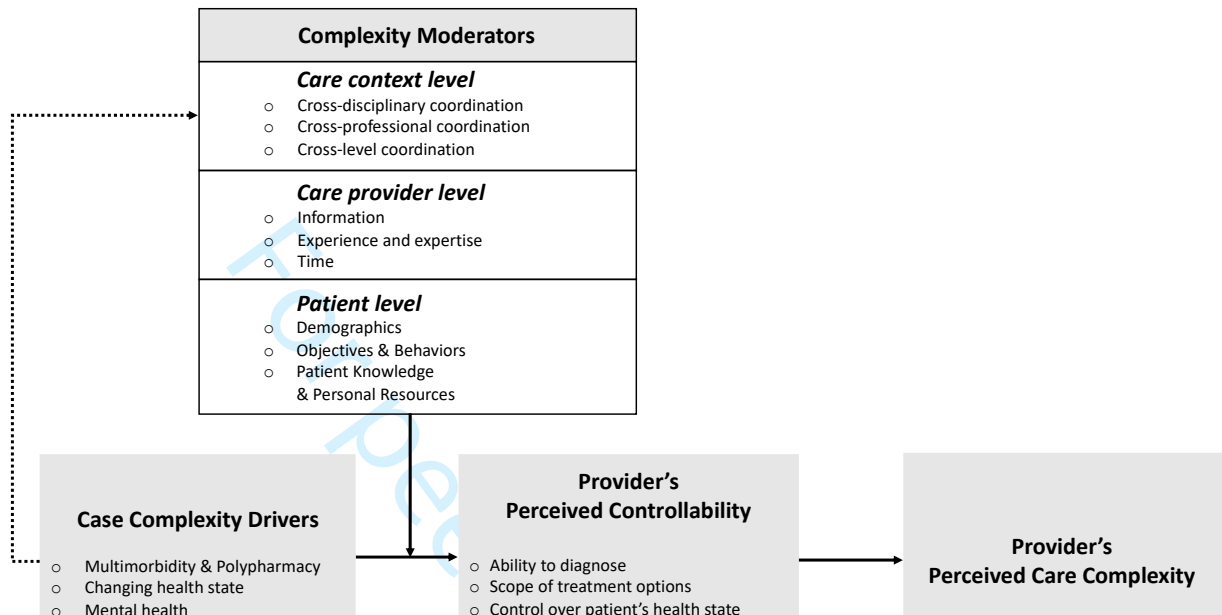 Complexity Moderators
Care context level
○ Cross-disciplinary coordination
○ Cross-professional coordination
○ Cross-level coordination
Care provider level
○ Information
○ Experience and expertise
○ Time
Patient level
○ Demographics
○ Objectives & Behaviors
○ Patient Knowledge
& Personal Resources
Case Complexity Drivers
○ Multimorbidity & Polypharmacy
○ Changing health state
○ Mental health
Provider’s
Perceived Controllability
○ Ability to diagnose
○ Scope of treatment options
○ Control over patient’s health state
Provider’s
Perceived Care Complexity
For pee